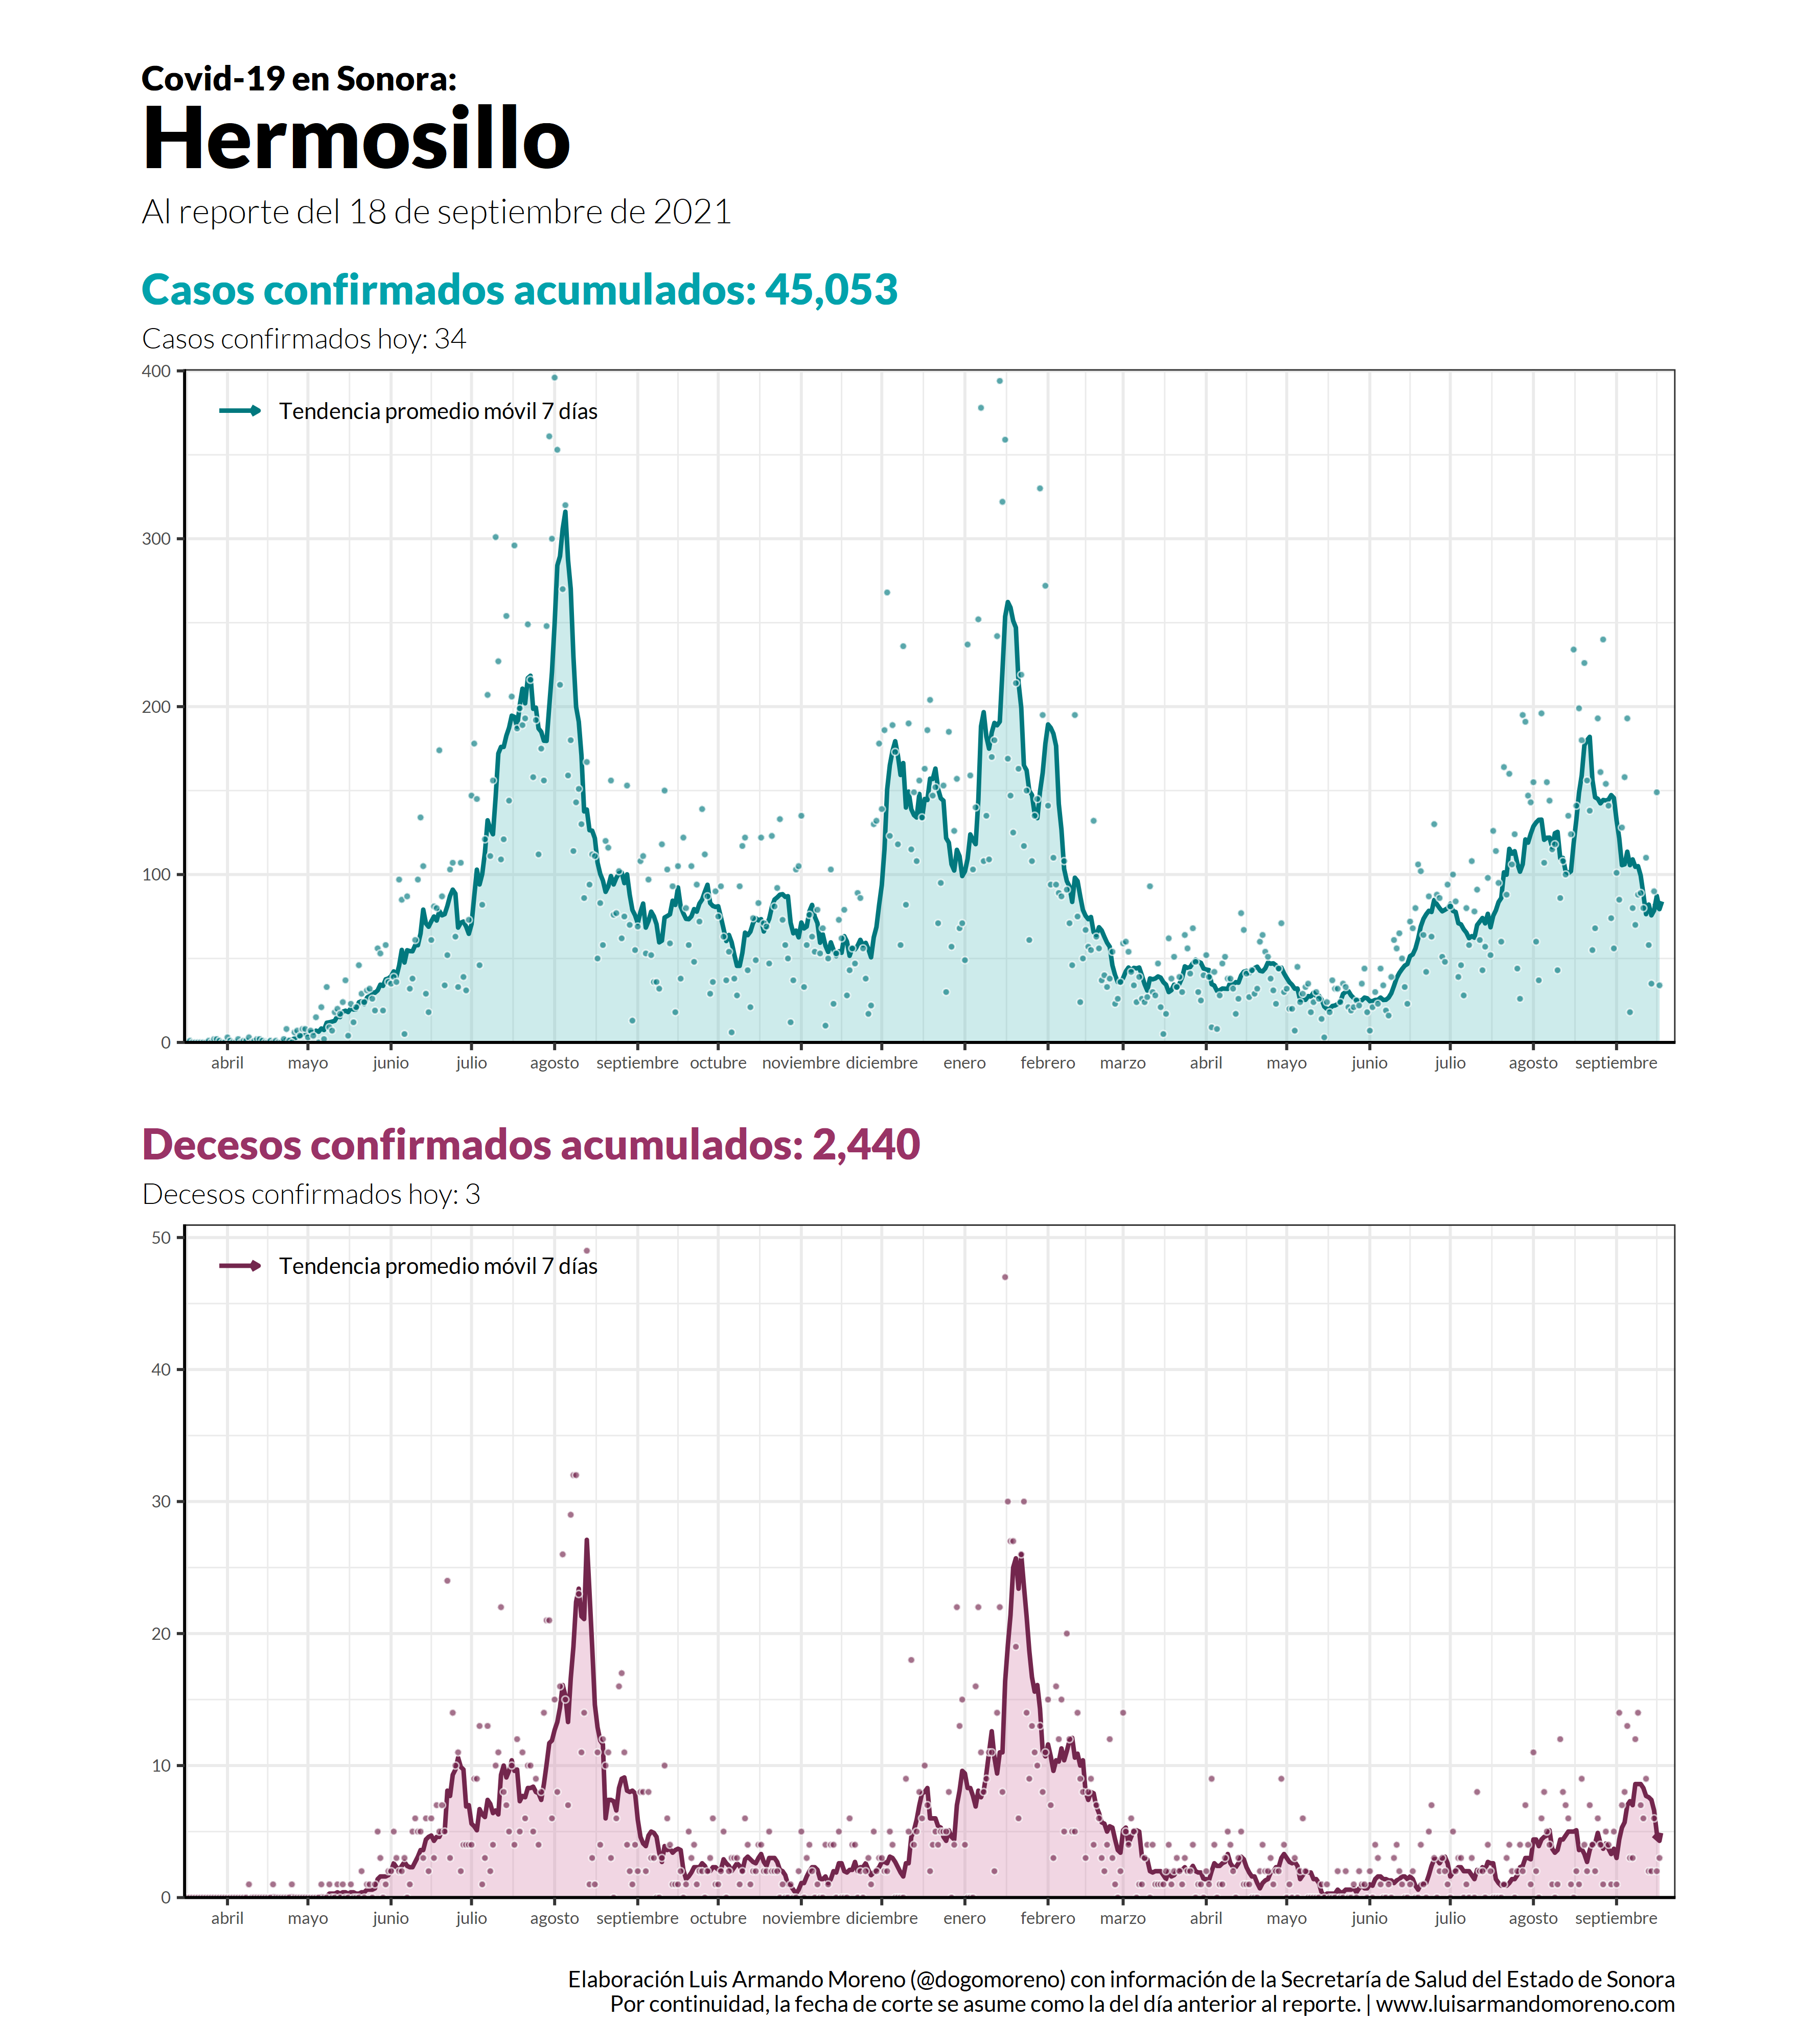 Covid-19 en Sonora:
Hermosillo
Al reporte del 18 de septiembre de 2021
Casos confirmados acumulados: 45,053
Casos confirmados hoy: 34
400
Tendencia promedio móvil 7 días
300
200
100
0
abril mayo junio julio agosto septiembre octubre noviembre diciembre enero febrero marzo abril mayo junio julio agosto septiembre
Decesos confirmados acumulados: 2,440
Decesos confirmados hoy: 3
50
Tendencia promedio móvil 7 días
40
30
20
10
0
abril mayo junio julio agosto septiembre octubre noviembre diciembre enero febrero marzo abril mayo junio julio agosto septiembre
Elaboración Luis Armando Moreno (@dogomoreno) con información de la Secretaría de Salud del Estado de Sonora
Por continuidad, la fecha de corte se asume como la del día anterior al reporte. | www.luisarmandomoreno.com